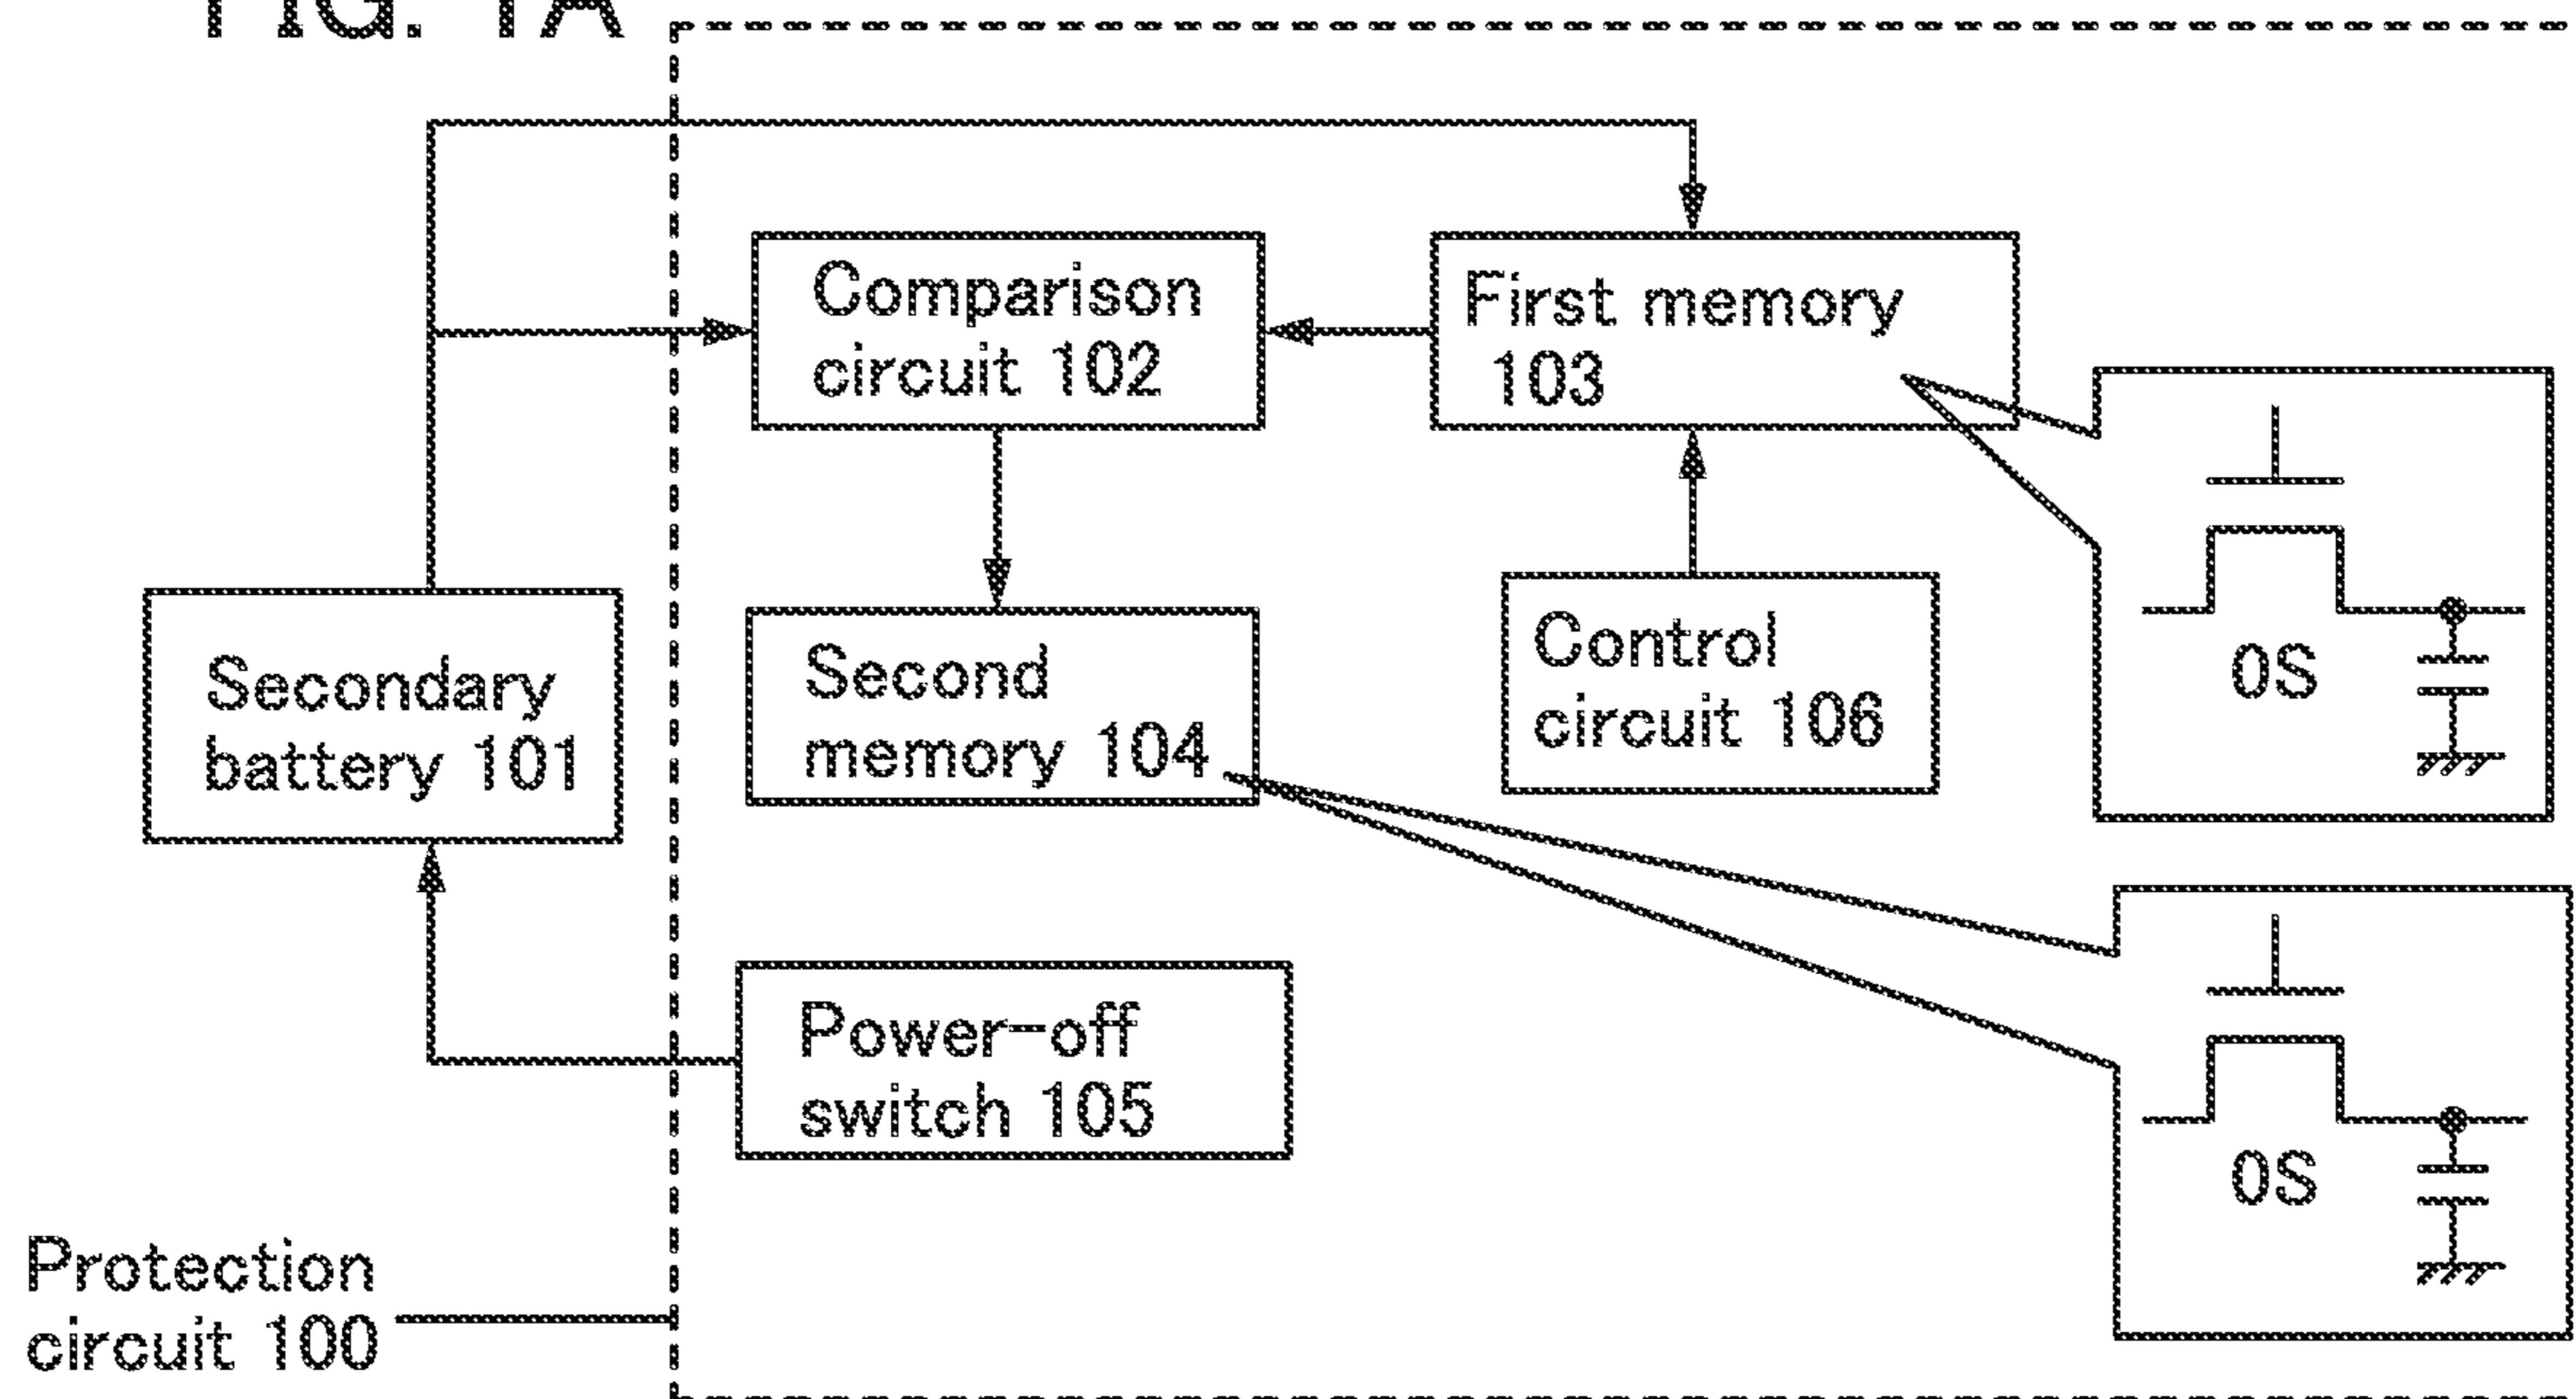 FIG. 1A
Comparison
circuit 102
First memory
103
Secondary
battery 101
Second
memory 104
Control
circuit 106
OS
Power-off
switch 105
OS
Protection
circuit 100